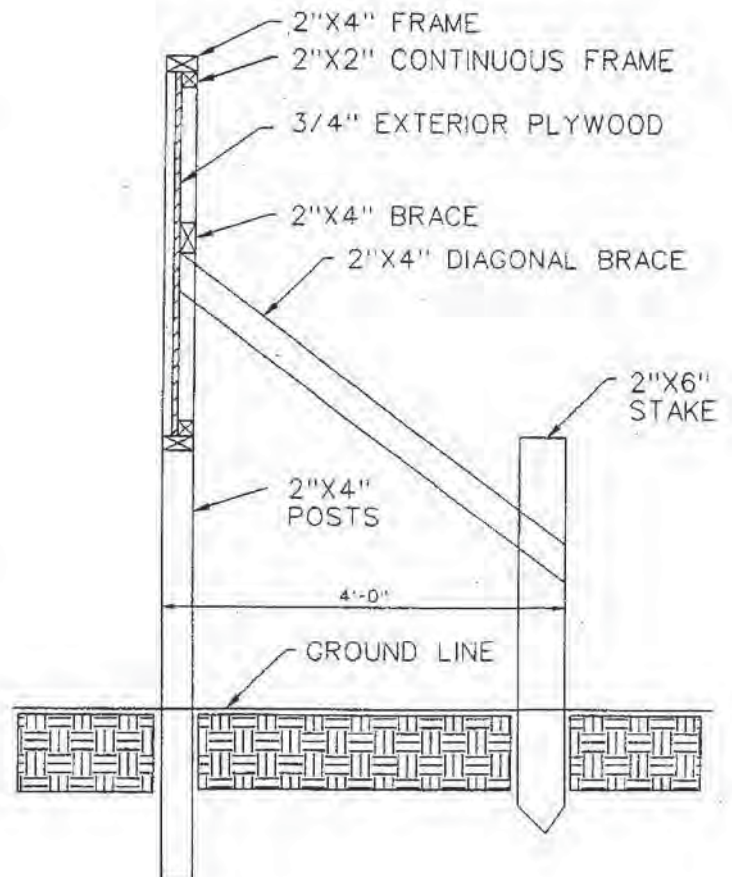 2"X4" FRAME
2"X2" CONTINUOUS FRAME
3/4" EXTERIOR PLYWOOD
2"X4" BRACE
2"X4" DIAGONAL BRACE
2"X6"
STAKE
2"X4"
POSTS
4'-0"
GROUND LINE